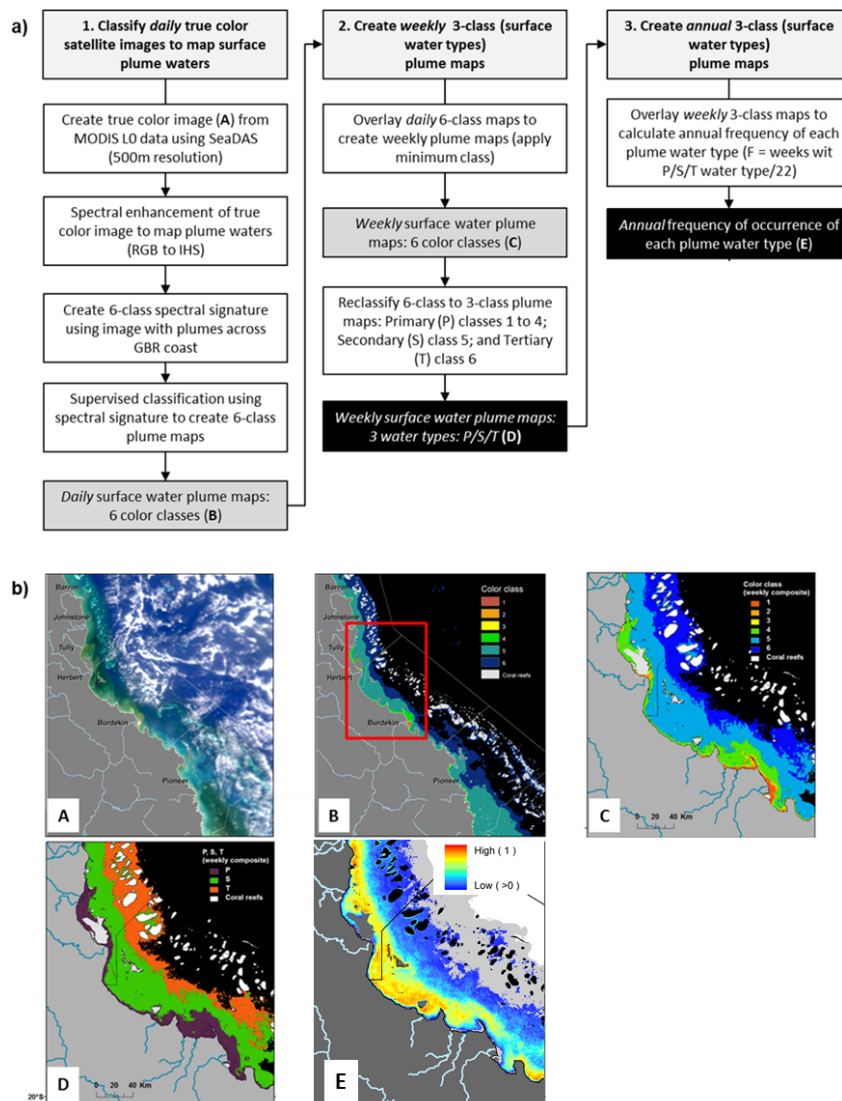 a)
1. Classify daily true color
satellite images to map surface
plume waters
Create true color image (A) from
MODIS L0 data using SeaDAS
(500m resolution)
Spectral enhancement of true
color image to map plume waters
(RGB to IHS)
Create 6-class spectral signature
using image with plumes across
GBR coast
Supervised classification using
spectral signature to create 6-class
plume maps
Daily surface water plume maps:
6 color classes (B)
2. Create weekly 3-class (surface
water types)
plume maps
Overlay daily 6-class maps to
create weekly plume maps (apply
minimum class)
Weekly surface water plume
maps: 6 color classes (C)
Reclassify 6-class to 3-class plume
maps: Primary (P) classes 1 to 4;
Secondary (S) class 5; and Tertiary
(T) class 6
Weekly surface water plume maps:
3 water types: P/S/T (D)
3. Create annual 3-class (surface
water types)
plume maps
Overlay weekly 3-class maps to
calculate annual frequency of each
plume water type (F = weeks wit
P/S/T water type/22)
Annual frequency of occurrence of
each plume water type (E)
b)
Barron
Johnstone
Tully
Herbert
Burdekin
Pioneer
A
Barron
Johnstone
Tully
Herbert
Burdekin
Pioneer
Color class
1
2
3
4
5
6
Coral reefs
B
Color class
(weekly composite)
1
2
3
4
5
6
Coral reefs
0 20 40 Km
C
P, S, T
(weekly composite)
P
S
T
Coral reefs
0 20 40 Km
20°S
D
High ( 1 )
Low ( >0 )
E